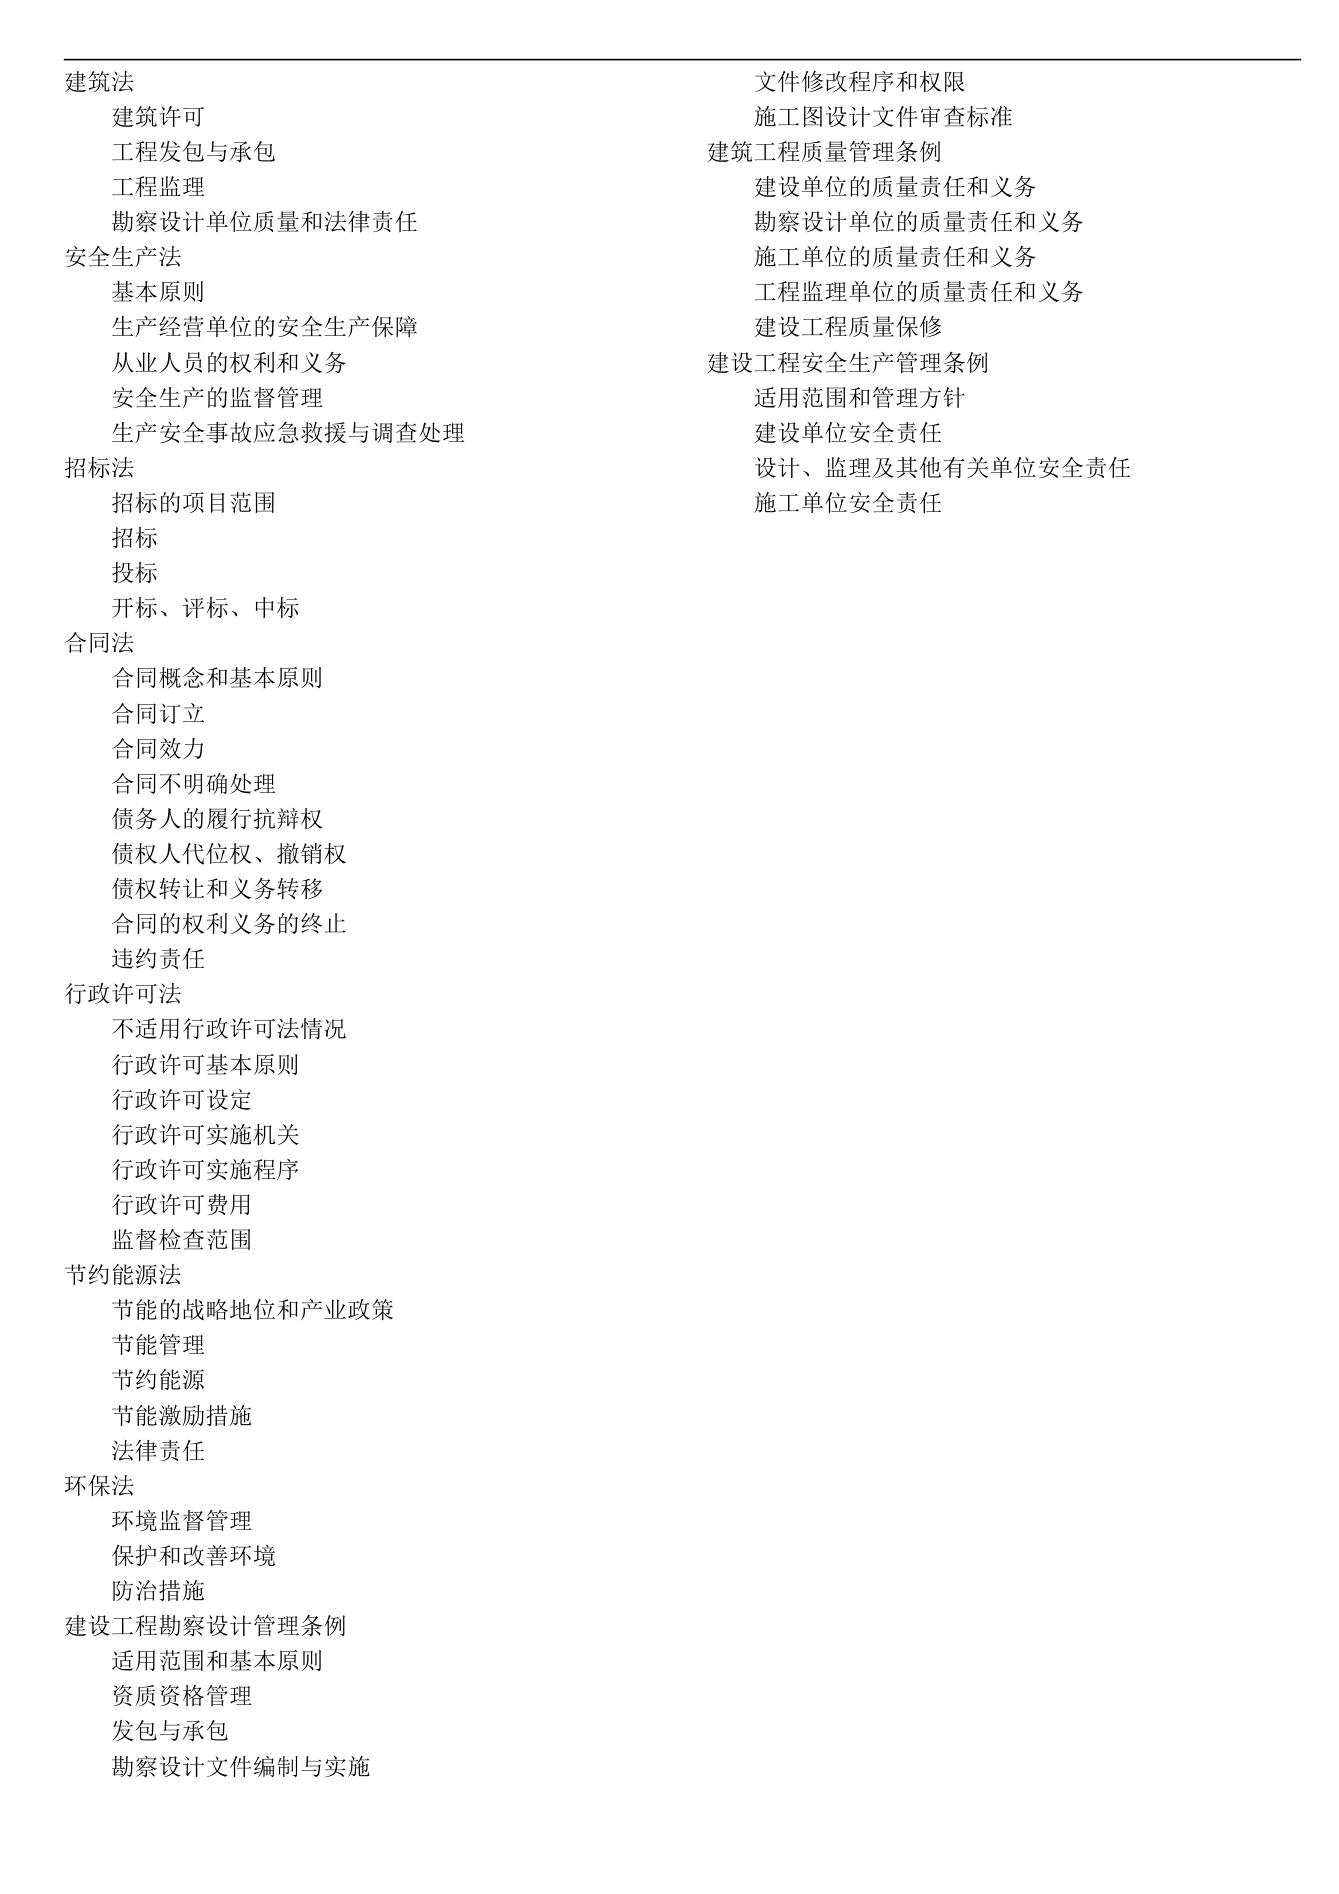 建筑法
建筑许可
工程发包与承包
工程监理
勘察设计单位质量和法律责任
安全生产法
基本原则
生产经营单位的安全生产保障
从业人员的权利和义务
安全生产的监督管理
生产安全事故应急救援与调查处理
招标法
招标的项目范围
招标
投标
开标、评标、中标
合同法
合同概念和基本原则
合同订立
合同效力
合同不明确处理
债务人的履行抗辩权
债权人代位权、撤销权
债权转让和义务转移
合同的权利义务的终止
违约责任
行政许可法
不适用行政许可法情况
行政许可基本原则
行政许可设定
行政许可实施机关
行政许可实施程序
行政许可费用
监督检查范围
节约能源法
节能的战略地位和产业政策
节能管理
节约能源
节能激励措施
法律责任
环保法
环境监督管理
保护和改善环境
防治措施
建设工程勘察设计管理条例
适用范围和基本原则
资质资格管理
发包与承包
勘察设计文件编制与实施
文件修改程序和权限
施工图设计文件审查标准
建筑工程质量管理条例
建设单位的质量责任和义务
勘察设计单位的质量责任和义务
施工单位的质量责任和义务
工程监理单位的质量责任和义务
建设工程质量保修
建设工程安全生产管理条例
适用范围和管理方针
建设单位安全责任
设计、监理及其他有关单位安全责任
施工单位安全责任